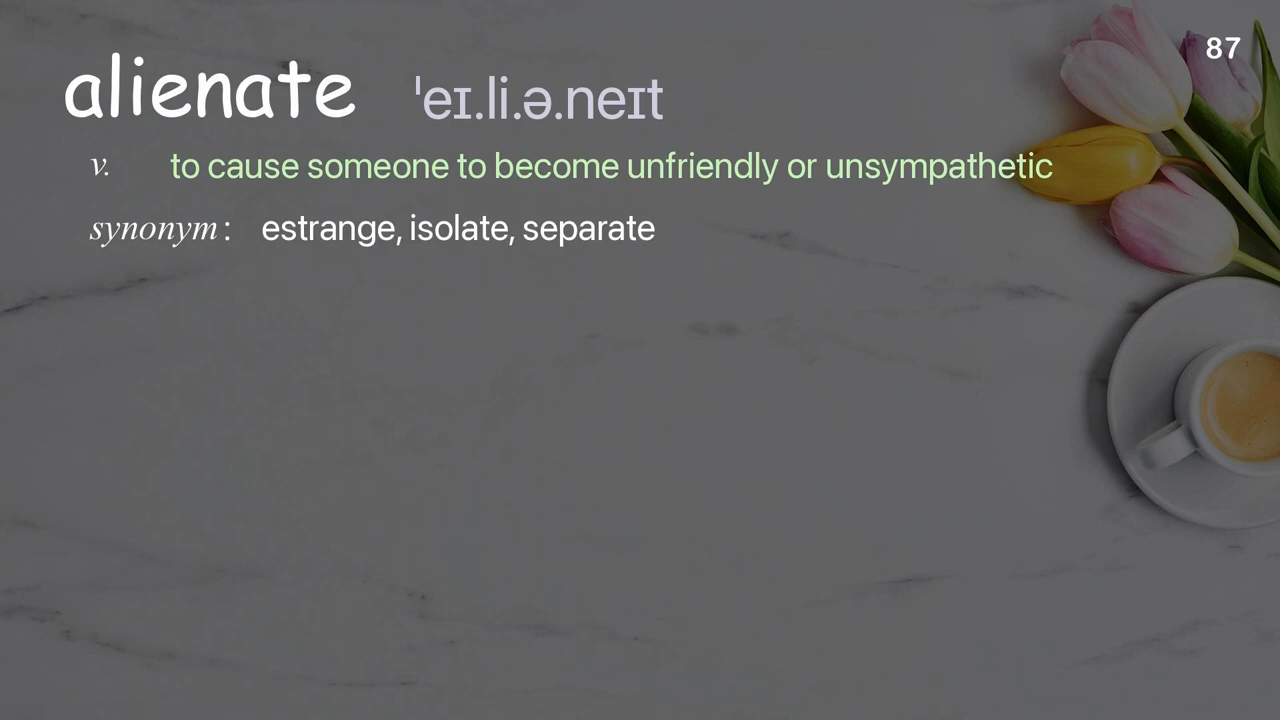 87
alienate ˈeɪ.li.ə.neɪt
v. to cause someone to become unfriendly or unsympathetic
synonym: estrange, isolate, separate